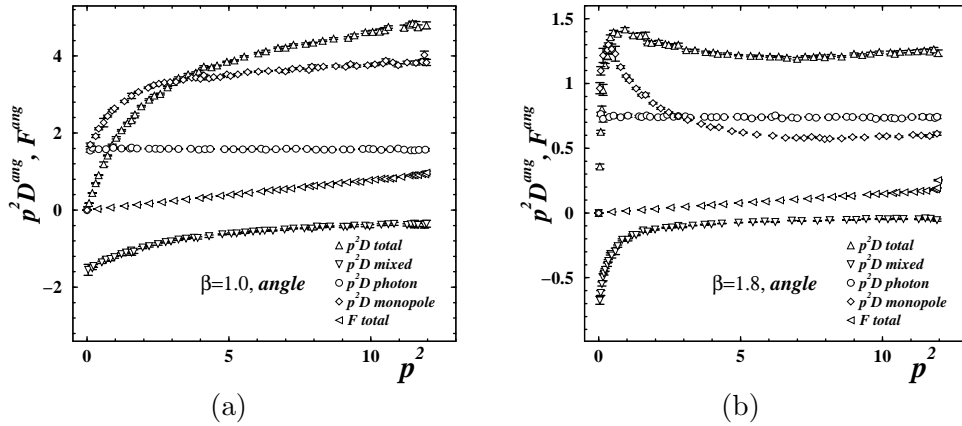 p²D^ang, F^ang
4
2
0
−2
0
5
10
p²
β=1.0, angle
p²D total
p²D mixed
p²D photon
p²D monopole
F total
(a)
p²D^ang, F^ang
1.5
1
0.5
0
−0.5
0
5
10
p²
β=1.8, angle
p²D total
p²D mixed
p²D photon
p²D monopole
F total
(b)